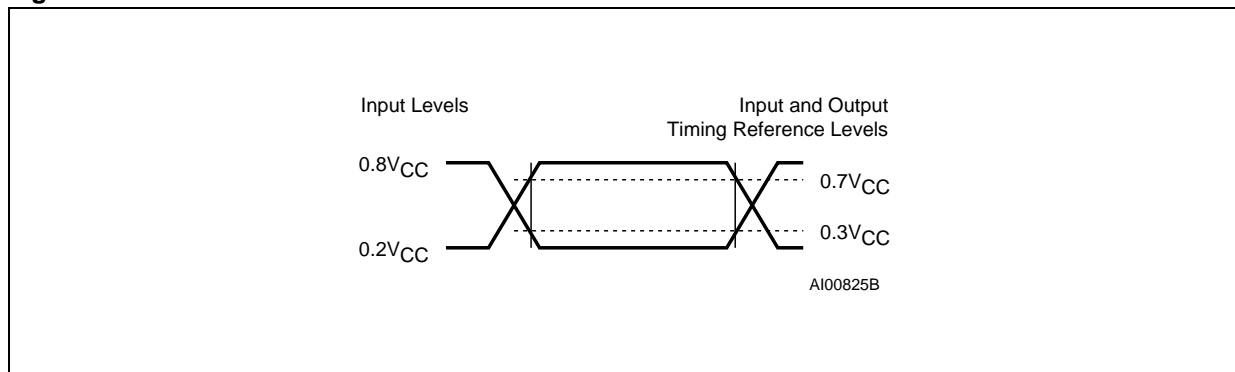 Input Levels
Input and Output
Timing Reference Levels
0.8VCC
0.7VCC
0.3VCC
0.2VCC
AI00825B